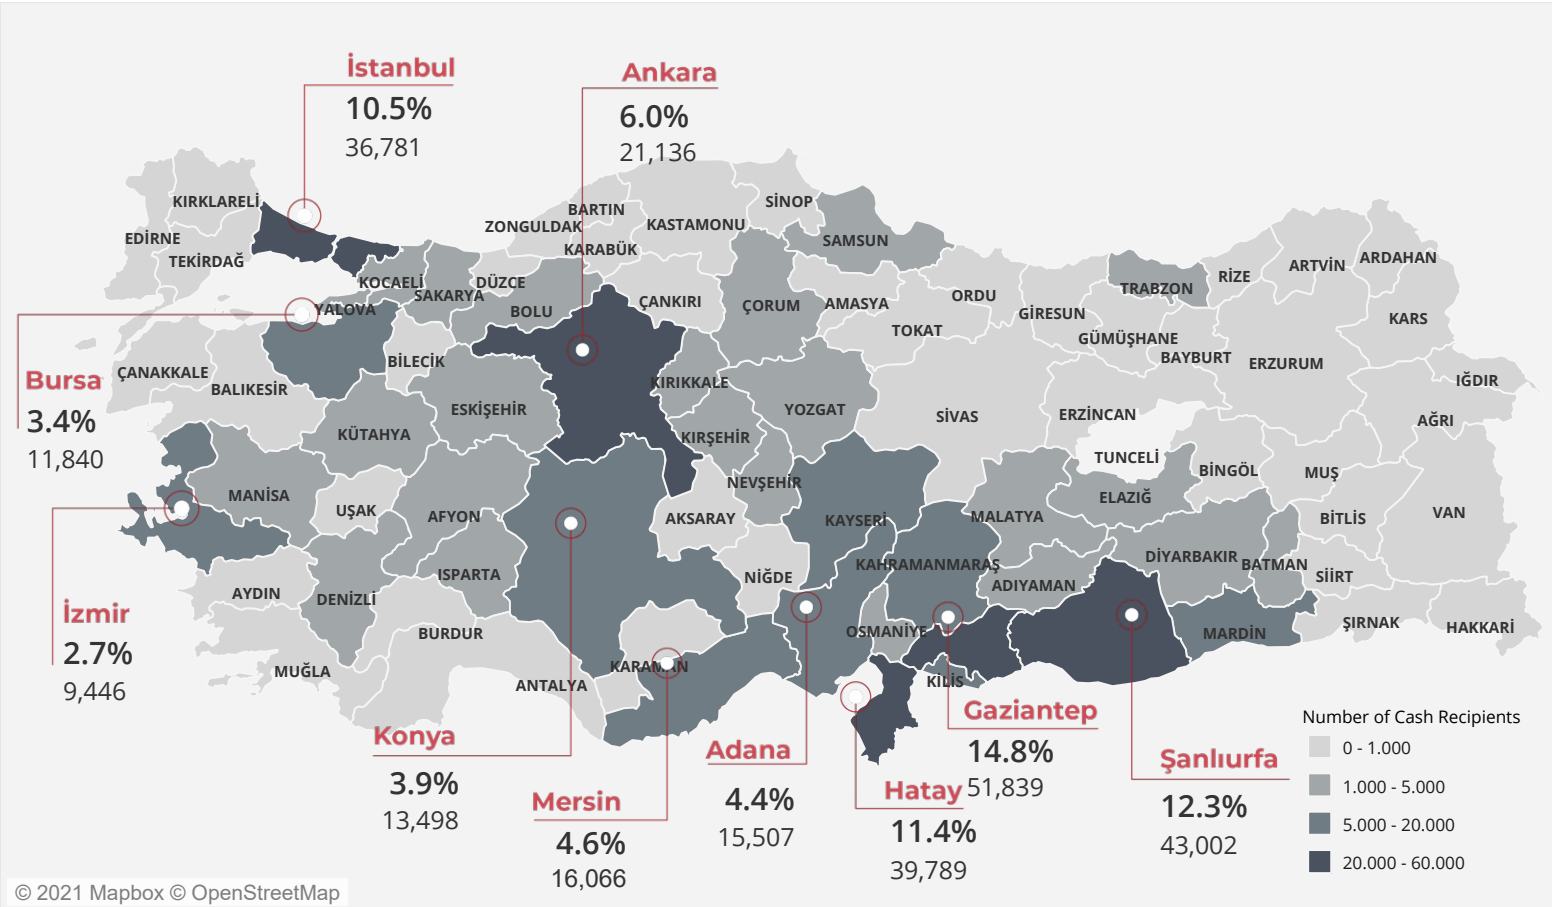 İstanbul
10.5%
36,781
Ankara
6.0%
21,136
KIRKLARELİ
EDİRNE
TEKİRDAĞ
ZONGULDAK
BARTIN
KARABÜK
KASTAMONU
SİNOP
SAMSUN
KOCAELİ
SAKARYA
DÜZCE
YALOVA
BOLU
ÇANKIRI
ÇORUM
AMASYA
TOKAT
ORDU
GİRESUN
TRABZON
RİZE
ARTVİN
ARDAHAN
GÜMÜŞHANE
BAYBURT
ERZURUM
KARS
IĞDIR
AĞRI
Bursa
3.4%
11,840
ÇANAKKALE
BALIKESİR
BİLECİK
ESKİŞEHİR
KÜTAHYA
KIRIKKALE
KIRŞEHİR
YOZGAT
SİVAS
ERZİNCAN
TUNCELİ
BİNGÖL
MUŞ
ELAZIĞ
BİTLİS
VAN
MANİSA
UŞAK
AFYON
AKSARAY
NEVŞEHİR
KAYSERİ
MALATYA
KAHRAMANMARAŞ
ADIYAMAN
DİYARBAKIR
BATMAN
SİİRT
ŞIRNAK
HAKKARİ
MARDİN
İzmir
2.7%
9,446
AYDIN
DENİZLİ
ISPARTA
BURDUR
MUĞLA
ANTALYA
KARAMAN
NİĞDE
OSMANİYE
KİLİS
Konya
3.9%
13,498
Mersin
4.6%
16,066
Adana
4.4%
15,507
Hatay
11.4%
39,789
Gaziantep
14.8%
51,839
Şanlıurfa
12.3%
43,002
Number of Cash Recipients
0 - 1.000
1.000 - 5.000
5.000 - 20.000
20.000 - 60.000
© 2021 Mapbox © OpenStreetMap